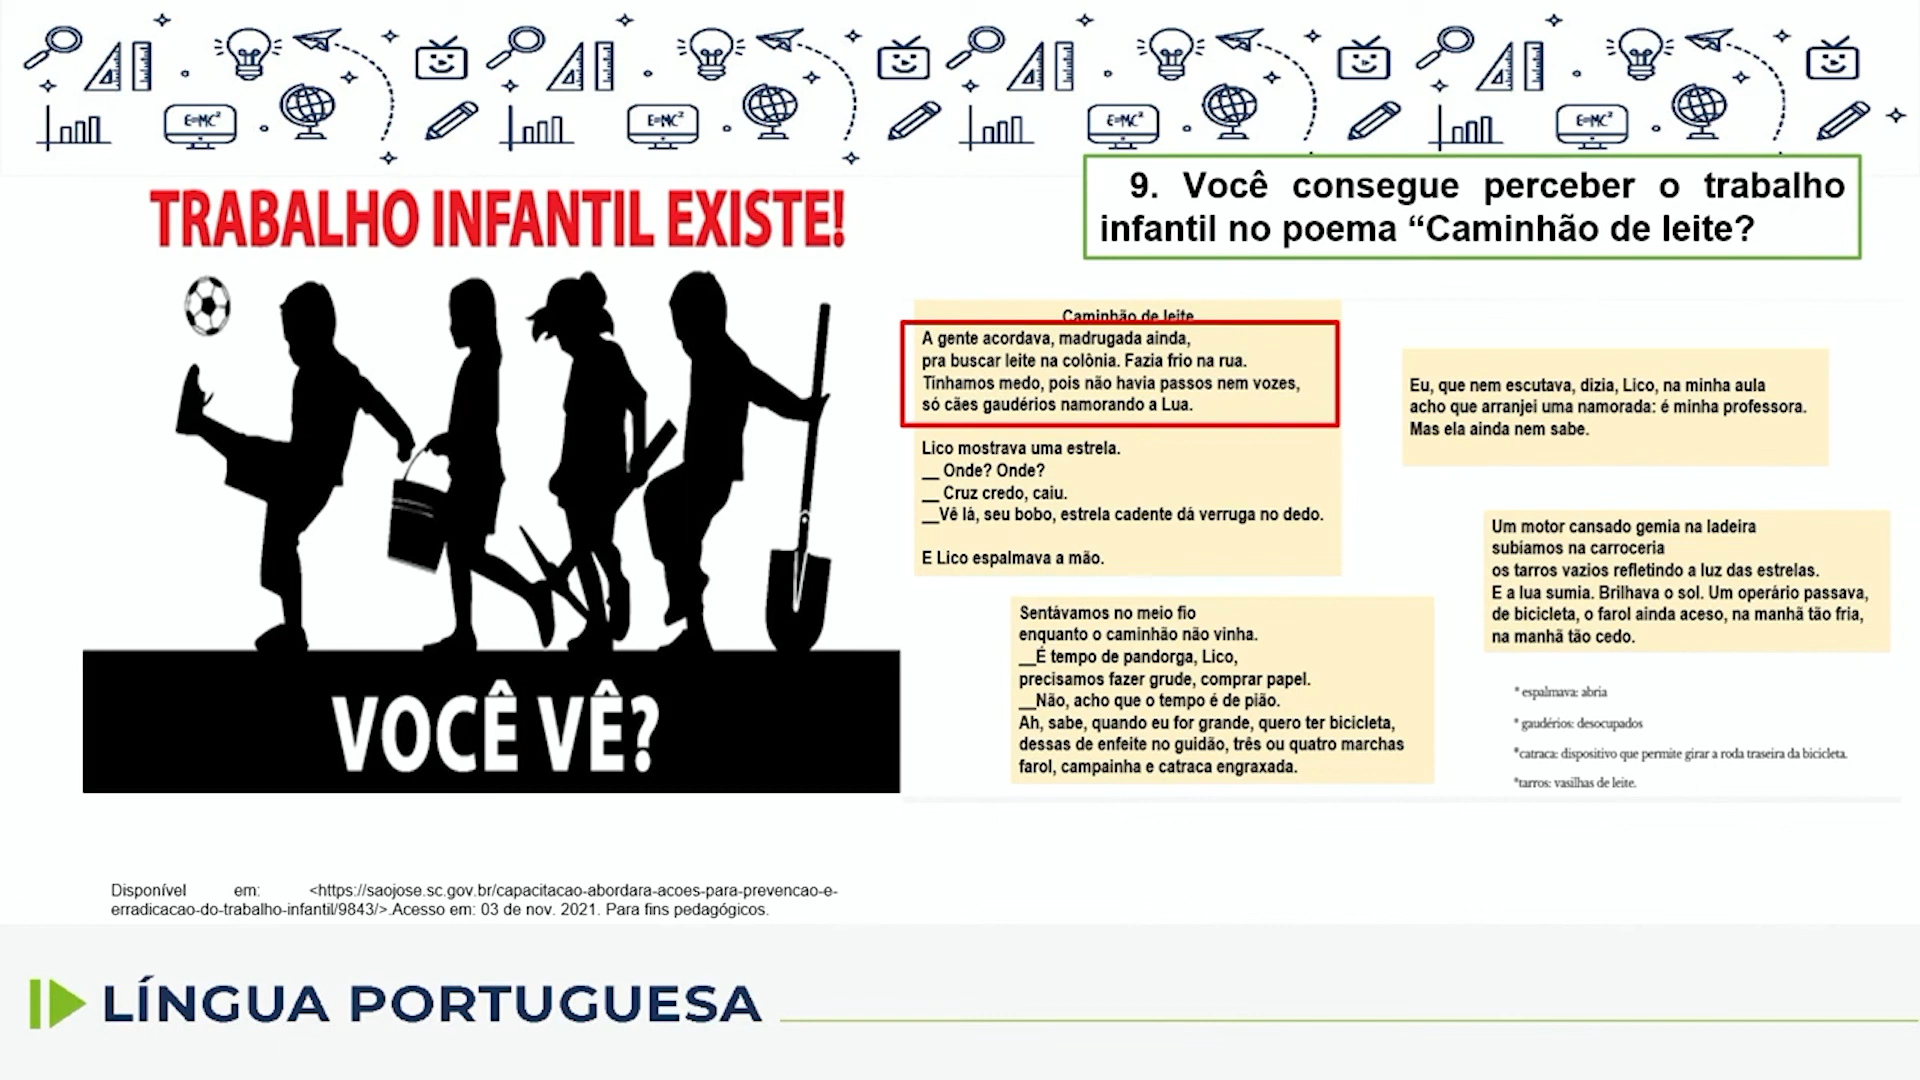 E=MC²
E=MC²
E=MC²
E=MC²
TRABALHO INFANTIL EXISTE!
VOCÊ VÊ?
9. Você consegue perceber o trabalho
infantil no poema “Caminhão de leite?
Caminhão de leite
A gente acordava, madrugada ainda,
pra buscar leite na colônia. Fazia frio na rua.
Tínhamos medo, pois não havia passos nem vozes,
só cães gaudérios namorando a Lua.
Lico mostrava uma estrela.
__ Onde? Onde?
__ Cruz credo, caiu.
__Vê lá, seu bobo, estrela cadente dá verruga no dedo.
E Lico espalmava a mão.
Sentávamos no meio fio
enquanto o caminhão não vinha.
__É tempo de pandorga, Lico,
precisamos fazer grude, comprar papel.
__Não, acho que o tempo é de pião.
Ah, sabe, quando eu for grande, quero ter bicicleta,
dessas de enfeite no guidão, três ou quatro marchas
farol, campainha e catraca engraxada.
Eu, que nem escutava, dizia, Lico, na minha aula
acho que arranjei uma namorada: é minha professora.
Mas ela ainda nem sabe.
Um motor cansado gemia na ladeira
subíamos na carroceria
os tarros vazios refletindo a luz das estrelas.
E a lua sumia. Brilhava o sol. Um operário passava,
de bicicleta, o farol ainda aceso, na manhã tão fria,
na manhã tão cedo.
* espalmava: abria
* gaudérios: desocupados
*catraca: dispositivo que permite girar a roda traseira da bicicleta.
*tarros: vasilhas de leite.
Disponível em: <https://saojose.sc.gov.br/capacitacao-abordara-acoes-para-prevencao-e-
erradicacao-do-trabalho-infantil/9843/>.Acesso em: 03 de nov. 2021. Para fins pedagógicos.
LÍNGUA PORTUGUESA